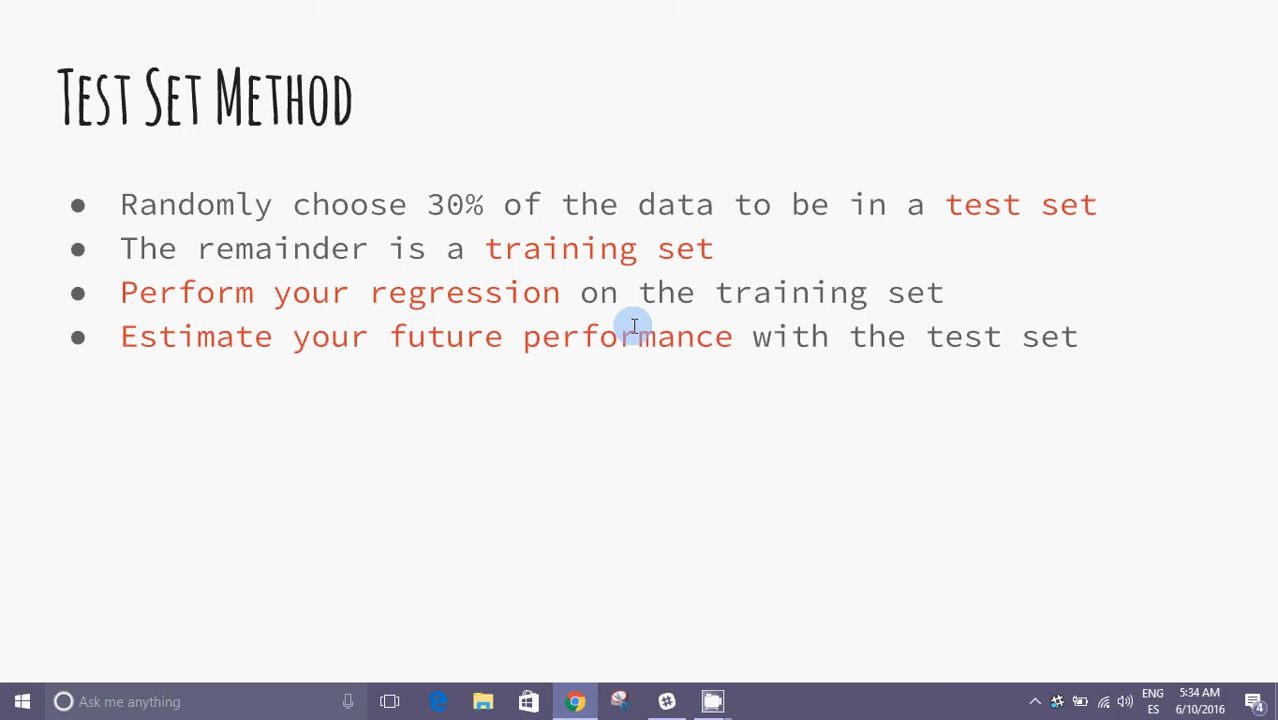 Test Set Method
● Randomly choose 30% of the data to be in a test set
● The remainder is a training set
● Perform your regression on the training set
● Estimate your future performance with the test set
Ask me anything
ENG
ES
5:34 AM
6/10/2016
4